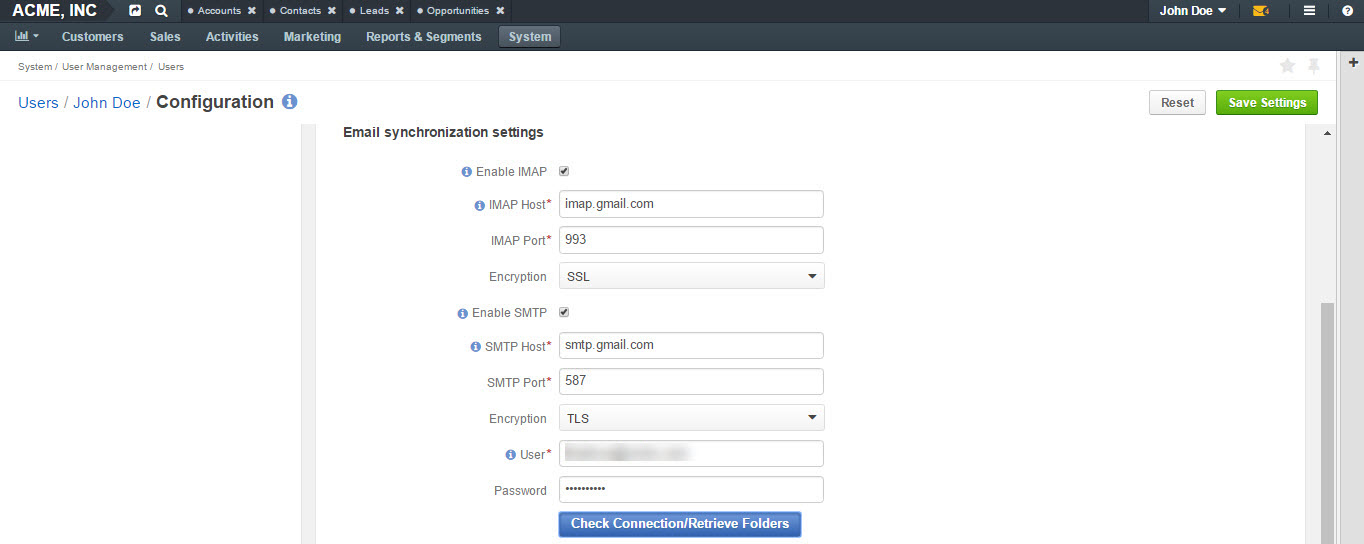 ACME, INC Accounts Contacts Leads Opportunities John Doe
Customers Sales Activities Marketing Reports & Segments System
System / User Management / Users
Users / John Doe / Configuration
Reset Save Settings
Email synchronization settings
Enable IMAP
IMAP Host* imap.gmail.com
IMAP Port* 993
Encryption SSL
Enable SMTP
SMTP Host* smtp.gmail.com
SMTP Port* 587
Encryption TLS
User*
Password ••••••••••
Check Connection/Retrieve Folders